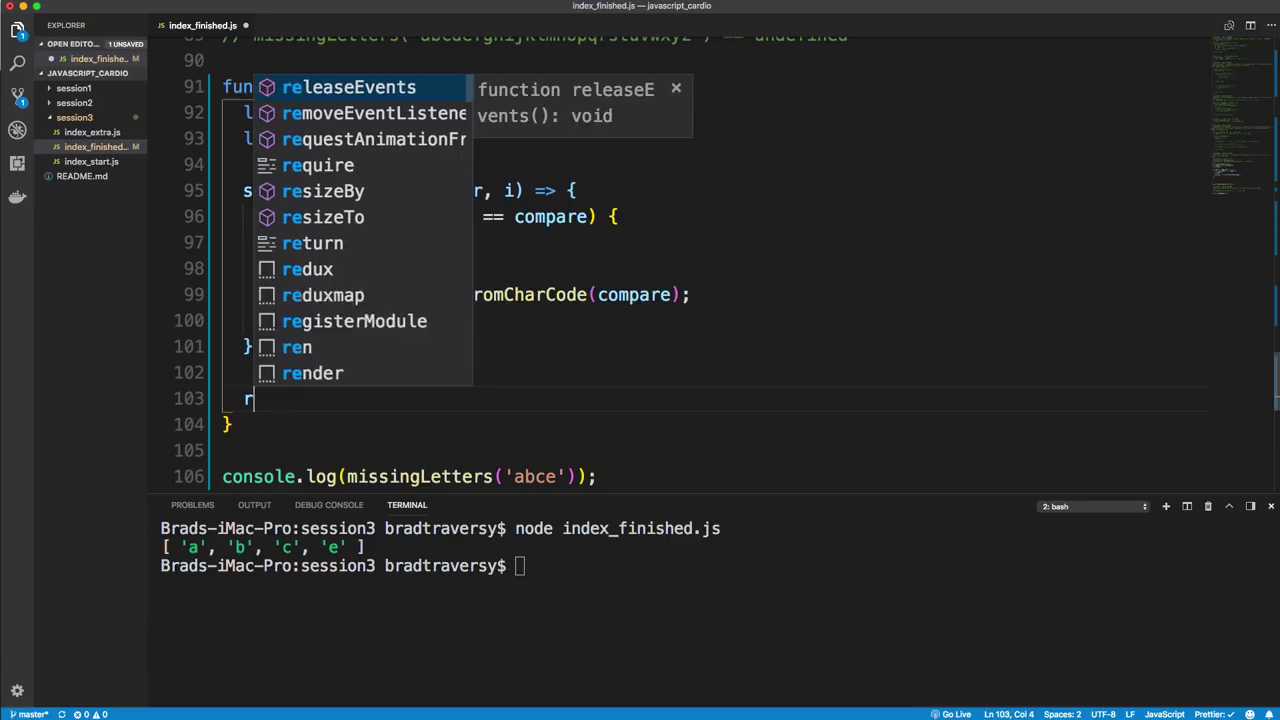 index_finished.js — javascript_cardio
EXPLORER
index_finished.js
OPEN EDITO... 1 UNSAVED
index_finishe... M
JAVASCRIPT_CARDIO
session1
session2
session3
index_extra.js
index_finished... M
index_start.js
README.md
// missingLetters("abcdefghijklmnopqrstuvwxyz") == undefined
90
91 fun
92 l
93 l
94
95 s r, i) => {
96 == compare) {
97
98
99 romCharCode(compare);
100
101 }
102
103 r
104 }
105
106 console.log(missingLetters('abce'));
releaseEvents
removeEventListene
requestAnimationFr
require
resizeBy
resizeTo
return
redux
reduxmap
registerModule
ren
render
function releaseE
vents(): void
PROBLEMS OUTPUT DEBUG CONSOLE TERMINAL 2: bash
Brads-iMac-Pro:session3 bradtraversy$ node index_finished.js
[ 'a', 'b', 'c', 'e' ]
Brads-iMac-Pro:session3 bradtraversy$
master* 0 0 Go Live Ln 103, Col 4 Spaces: 2 UTF-8 LF JavaScript Prettier: ✓